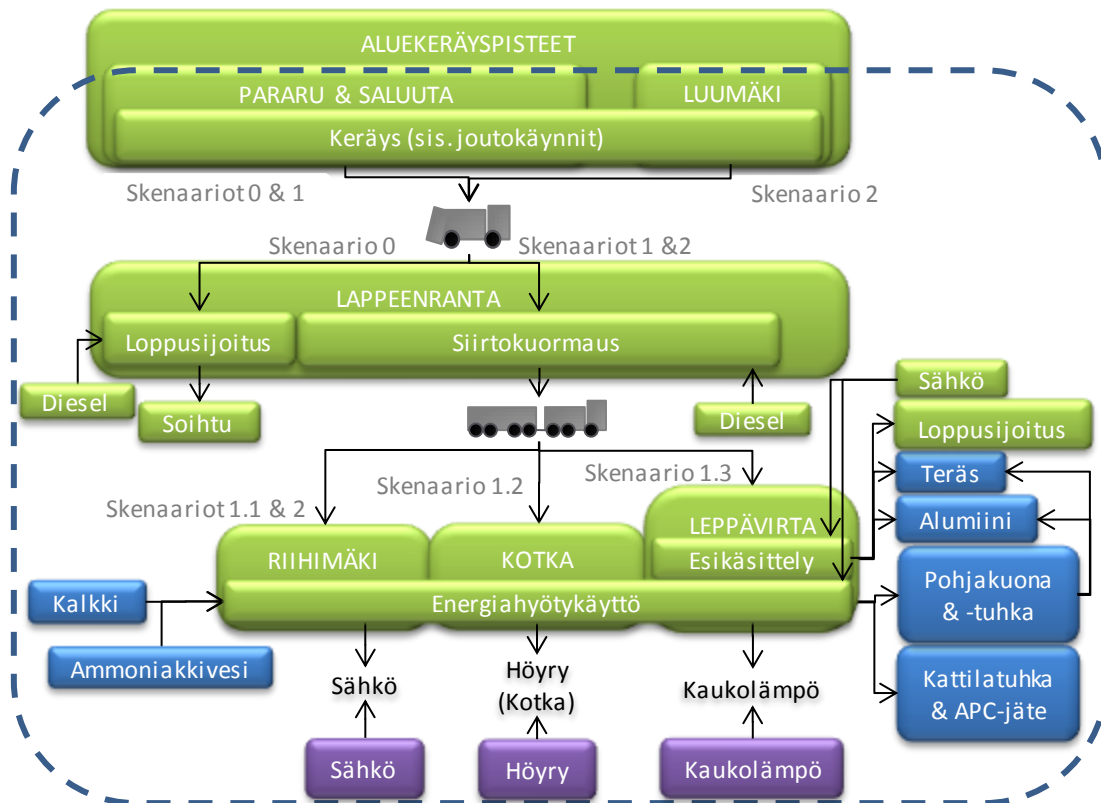 ALUEKERÄYSPISTEET
PARARU & SALUUTA
LUUMÄKI
Keräys (sis. joutokäynnit)
Skenaariot 0 & 1
Skenaario 2
Skenaario 0
Skenaariot 1 &2
LAPPEENRANTA
Loppusijoitus
Siirtokuormaus
Diesel
Soihtu
Diesel
Sähkö
Loppusijoitus
Teräs
Alumiini
Skenaario 1.3
Skenaario 1.2
Skenaariot 1.1 & 2
LEPPÄVIRTA
RIIHIMÄKI
KOTKA
Esikäsittely
Energiahyötykäyttö
Pohjakuona
& -tuhka
Kalkki
Ammoniakkivesi
Kattilatuhka
& APC-jäte
Sähkö
Höyry
(Kotka)
Kaukolämpö
Sähkö
Höyry
Kaukolämpö